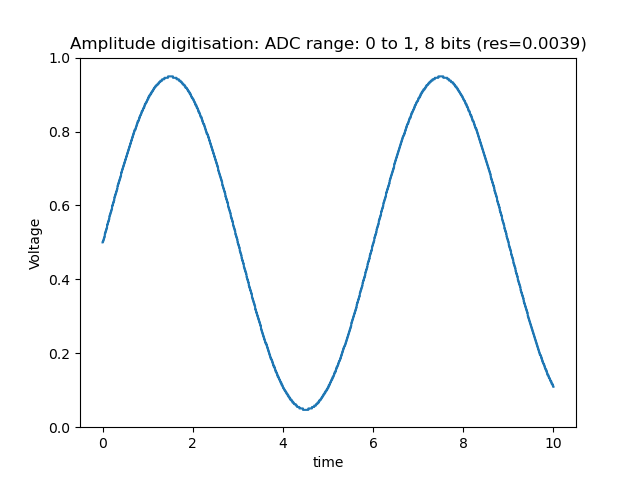 Amplitude digitisation: ADC range: 0 to 1, 8 bits (res=0.0039)
1.0
0.8
0.6
0.4
0.2
0.0
Voltage
0 2 4 6 8 10
time